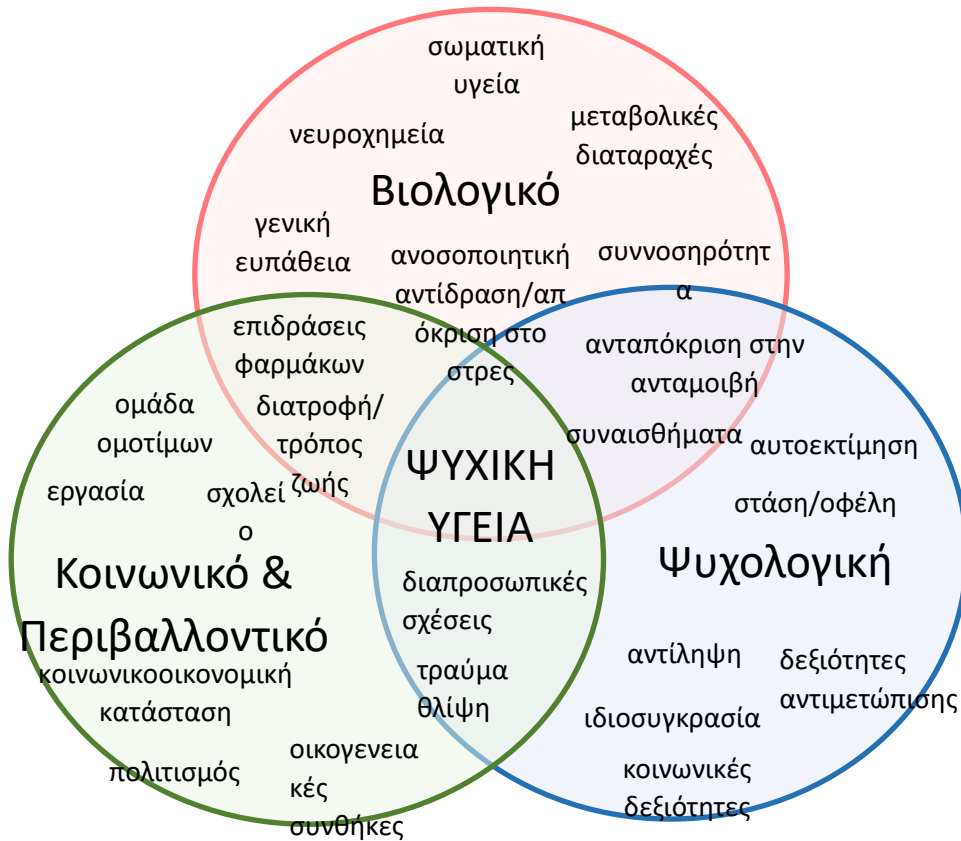 σωματική
υγεία
νευροχημεία
μεταβολικές
διαταραχές
Βιολογικό
γενική
ευπάθεια
ανοσοποιητική
αντίδραση/απ
όκριση στο
στρες
συννοσηρότητ
α
επιδράσεις
φαρμάκων
ανταπόκριση στην
ανταμοιβή
διατροφή/
τρόπος
ζωής
συναισθήματα
ομάδα
ομοτίμων
εργασία
σχολεί
ο
ΨΥΧΙΚΗ
ΥΓΕΙΑ
αυτοεκτίμηση
στάση/οφέλη
Κοινωνικό &
Περιβαλλοντικό
Ψυχολογική
διαπροσωπικές
σχέσεις
τραύμα
θλίψη
κοινωνικοοικονομική
κατάσταση
πολιτισμός
οικογενεια
κές
συνθήκες
αντίληψη
δεξιότητες
αντιμετώπισης
ιδιοσυγκρασία
κοινωνικές
δεξιότητες